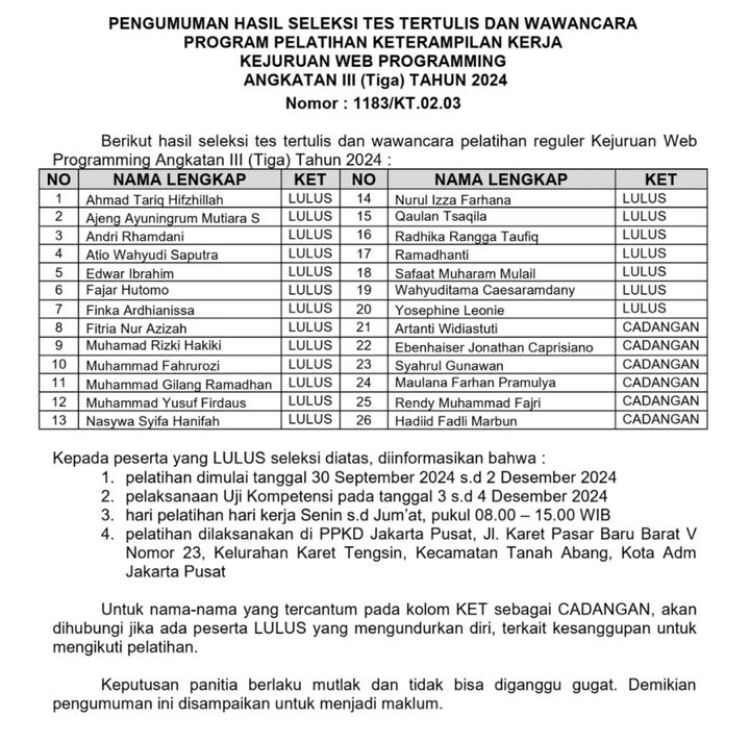 PENGUMUMAN HASIL SELEKSI TES TERTULIS DAN WAWANCARA
PROGRAM PELATIHAN KETERAMPILAN KERJA
KEJURUAN WEB PROGRAMMING
ANGKATAN III (Tiga) TAHUN 2024
Nomor : 1183/KT.02.03
Berikut hasil seleksi tes tertulis dan wawancara pelatihan reguler Kejuruan Web
Programming Angkatan III (Tiga) Tahun 2024 :
NO NAMA LENGKAP KET NO NAMA LENGKAP KET
1 Ahmad Tariq Hifzhillah LULUS 14 Nurul Izza Farhana LULUS
2 Ajeng Ayuningrum Mutiara S LULUS 15 Qaulan Tsaqila LULUS
3 Andri Rhamdani LULUS 16 Radhika Rangga Taufiq LULUS
4 Atio Wahyudi Saputra LULUS 17 Ramadhanti LULUS
5 Edwar Ibrahim LULUS 18 Safaat Muharam Mulail LULUS
6 Fajar Hutomo LULUS 19 Wahyuditama Caesaramdany LULUS
7 Finka Ardhianissa LULUS 20 Yosephine Leonie LULUS
8 Fitria Nur Azizah LULUS 21 Artanti Widiastuti CADANGAN
9 Muhamad Rizki Hakiki LULUS 22 Ebenhaiser Jonathan Caprisiano CADANGAN
10 Muhammad Fahrurozi LULUS 23 Syahrul Gunawan CADANGAN
11 Muhammad Gilang Ramadhan LULUS 24 Maulana Farhan Pramulya CADANGAN
12 Muhammad Yusuf Firdaus LULUS 25 Rendy Muhammad Fajri CADANGAN
13 Nasywa Syifa Hanifah LULUS 26 Hadiid Fadli Marbun CADANGAN
Kepada peserta yang LULUS seleksi diatas, diinformasikan bahwa :
1. pelatihan dimulai tanggal 30 September 2024 s.d 2 Desember 2024
2. pelaksanaan Uji Kompetensi pada tanggal 3 s.d 4 Desember 2024
3. hari pelatihan hari kerja Senin s.d Jum’at, pukul 08.00 – 15.00 WIB
4. pelatihan dilaksanakan di PPKD Jakarta Pusat, Jl. Karet Pasar Baru Barat V
Nomor 23, Kelurahan Karet Tengsin, Kecamatan Tanah Abang, Kota Adm
Jakarta Pusat
Untuk nama-nama yang tercantum pada kolom KET sebagai CADANGAN, akan
dihubungi jika ada peserta LULUS yang mengundurkan diri, terkait kesanggupan untuk
mengikuti pelatihan.
Keputusan panitia berlaku mutlak dan tidak bisa diganggu gugat. Demikian
pengumuman ini disampaikan untuk menjadi maklum.